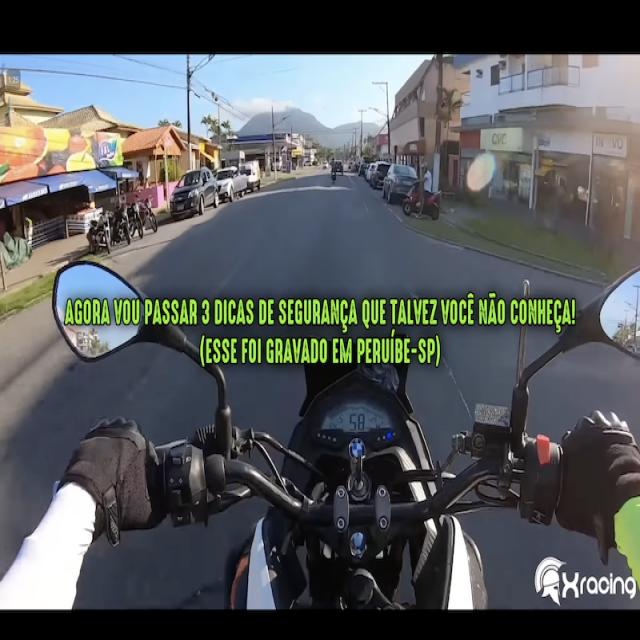 AGORA VOU PASSAR 3 DICAS DE SEGURANÇA QUE TALVEZ VOCÊ NÃO CONHEÇA!
(ESSE FOI GRAVADO EM PERUÍBE-SP)
58
Xracing